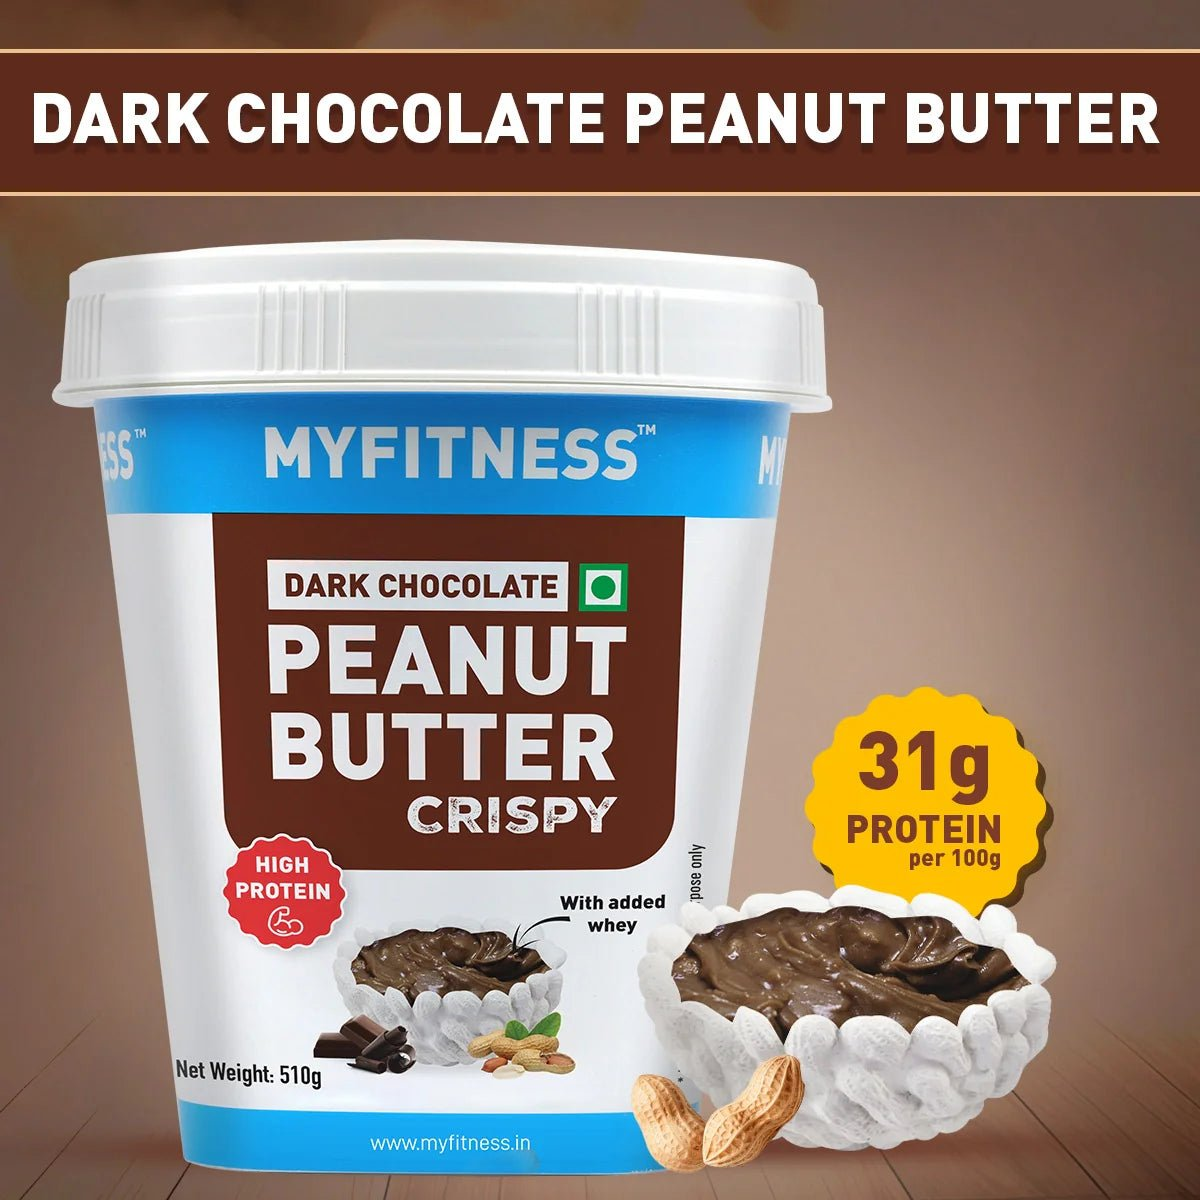 DARK CHOCOLATE PEANUT BUTTER
ESS™
MYFITNESS™
MY
DARK CHOCOLATE
PEANUT
BUTTER
CRISPY
HIGH
PROTEIN
With added
whey
Net Weight: 510g
www.myfitness.in
31g
PROTEIN
per 100g
only